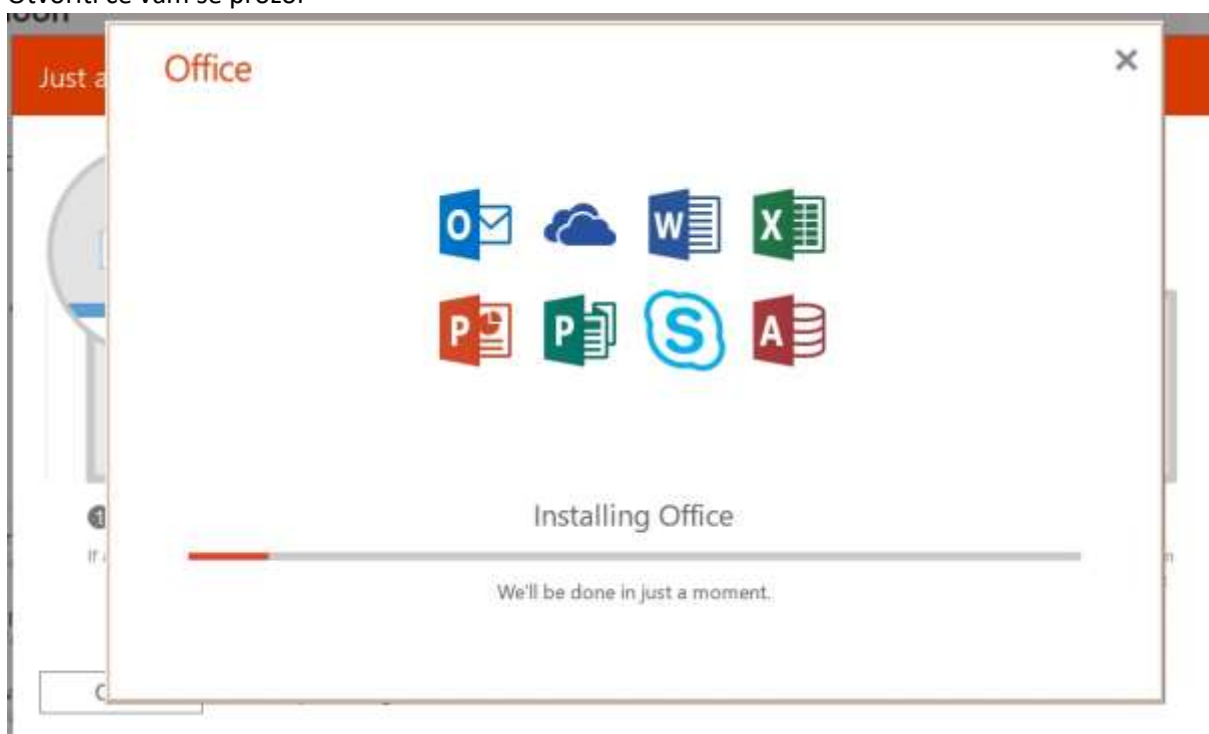 Otvoriti će vam se prozor
Just a
Office
O
W
X
P
P
S
A
Installing Office
We'll be done in just a moment.